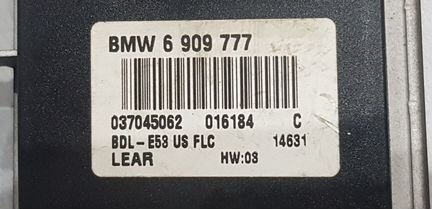 BMW 6 909 777
037045062 016184 C
BDL-E53 US FLC 14631
LEAR HW:03